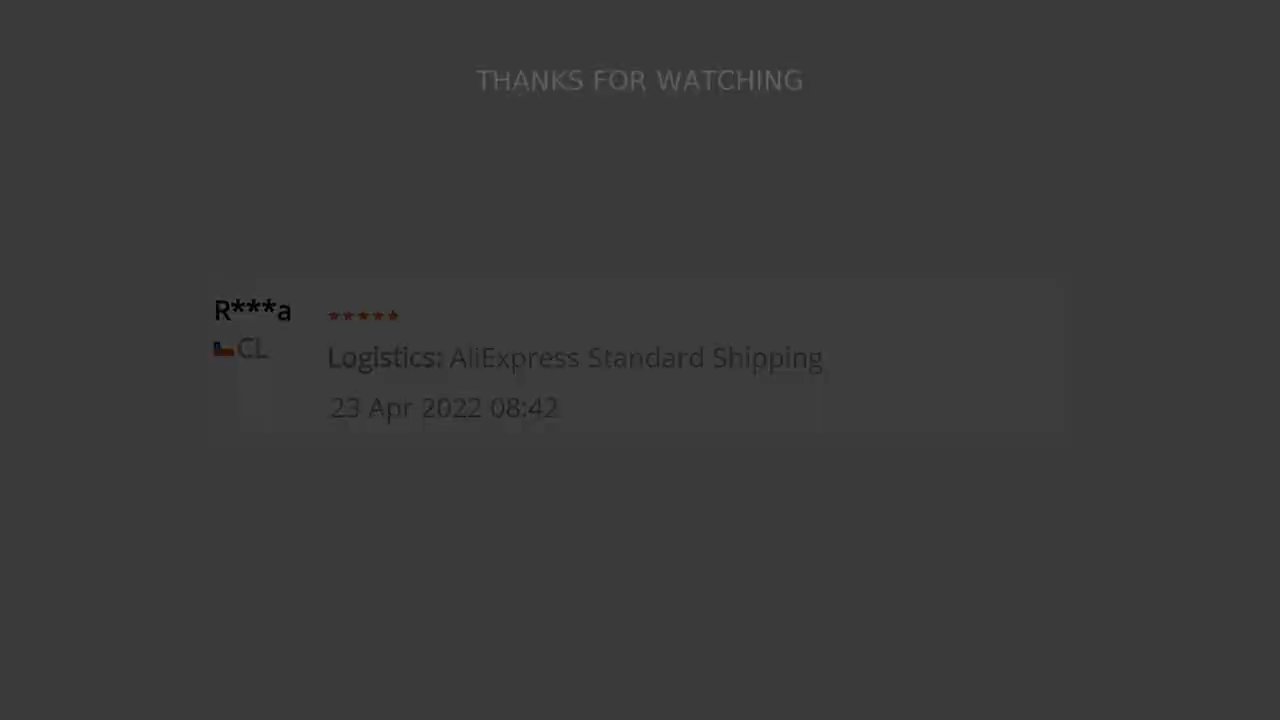 THANKS FOR WATCHING
R***a
CL
Logistics: AliExpress Standard Shipping
23 Apr 2022 08:42